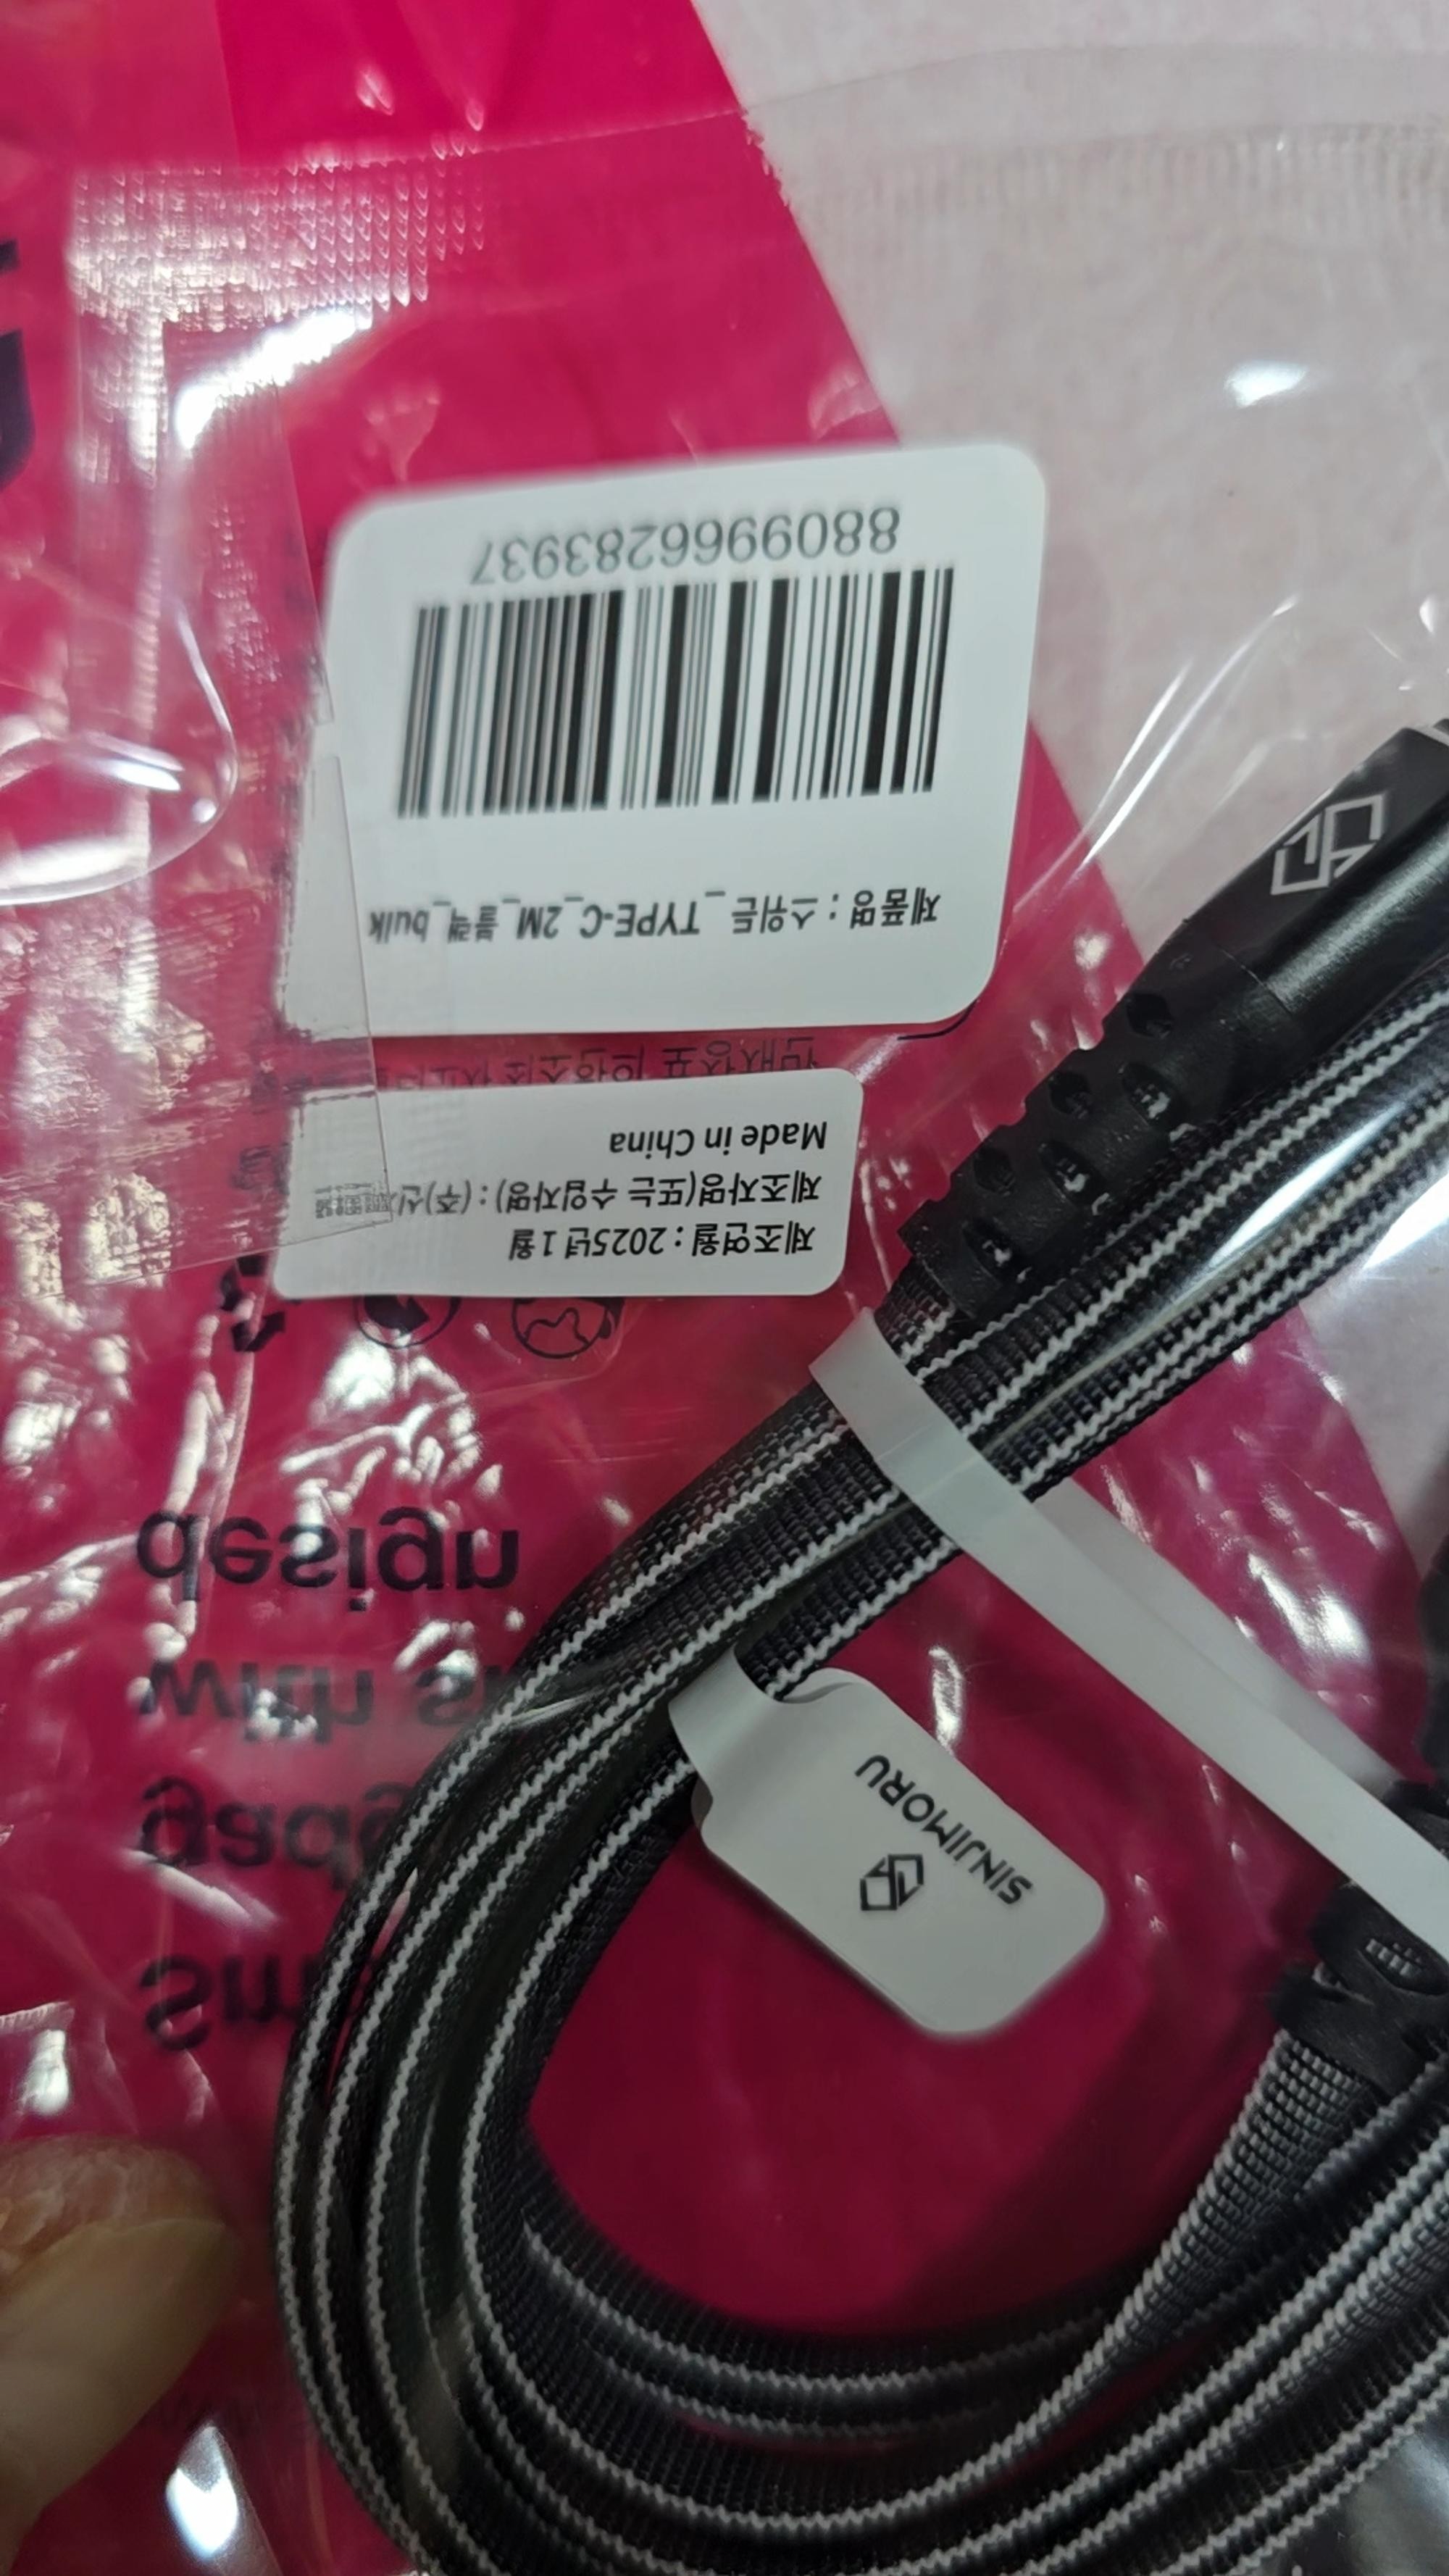 8809966283937
제품명 : 스위든_TYPE-C_2M_블랙_bulk
제조연월 : 2025년 1월
제조자명(또는 수입자명) : (주)신
Made in China
SINJIMORU
with
design